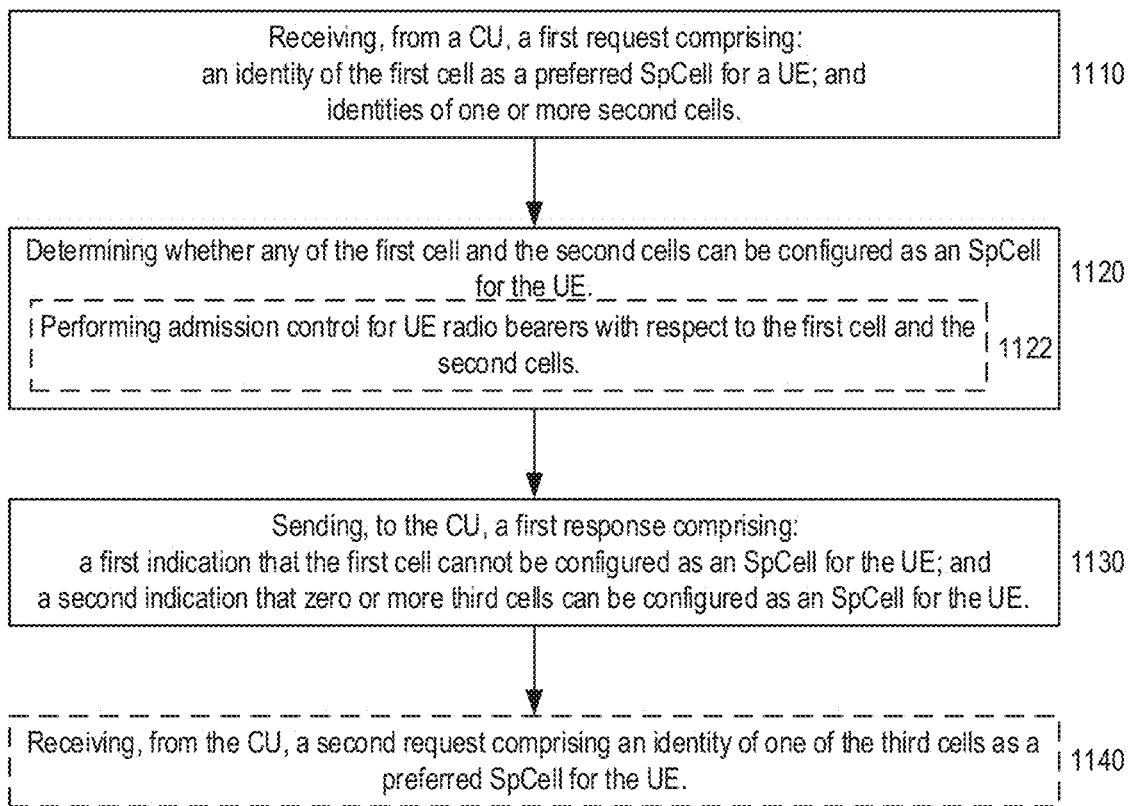 Receiving, from a CU, a first request comprising:
an identity of the first cell as a preferred SpCell for a UE; and
identities of one or more second cells.
1110
Determining whether any of the first cell and the second cells can be configured as an SpCell
for the UE.
1120
Performing admission control for UE radio bearers with respect to the first cell and the
second cells.
1122
Sending, to the CU, a first response comprising:
a first indication that the first cell cannot be configured as an SpCell for the UE; and
a second indication that zero or more third cells can be configured as an SpCell for the UE.
1130
Receiving, from the CU, a second request comprising an identity of one of the third cells as a
preferred SpCell for the UE.
1140